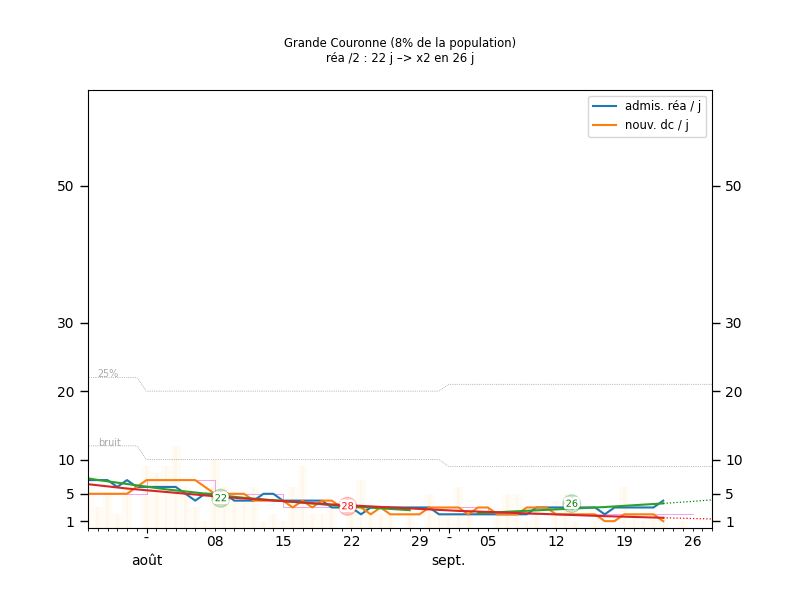 Grande Couronne (8% de la population)
réa /2 : 22 j –> x2 en 26 j
admis. réa / j
nouv. dc / j
50 50
30 30
25%
20 20
bruit
10 10
5 5
22 28 26
1 1
- 08 15 22 29 - 05 12 19 26
août sept.